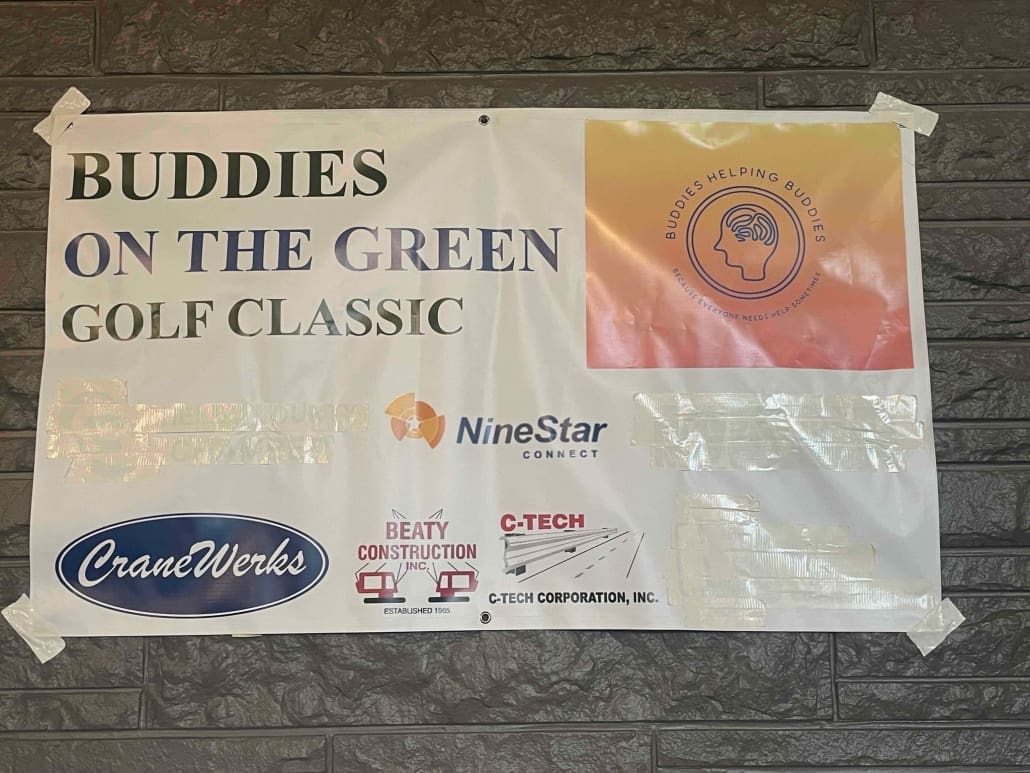 BUDDIES
ON THE GREEN
GOLF CLASSIC
BUDDIES HELPING BUDDIES
BECAUSE EVERYONE NEEDS HELP SOMETIMES
NineStar
CONNECT
CraneWerks
BEATY
CONSTRUCTION
INC.
ESTABLISHED 1965
C-TECH
C-TECH CORPORATION, INC.